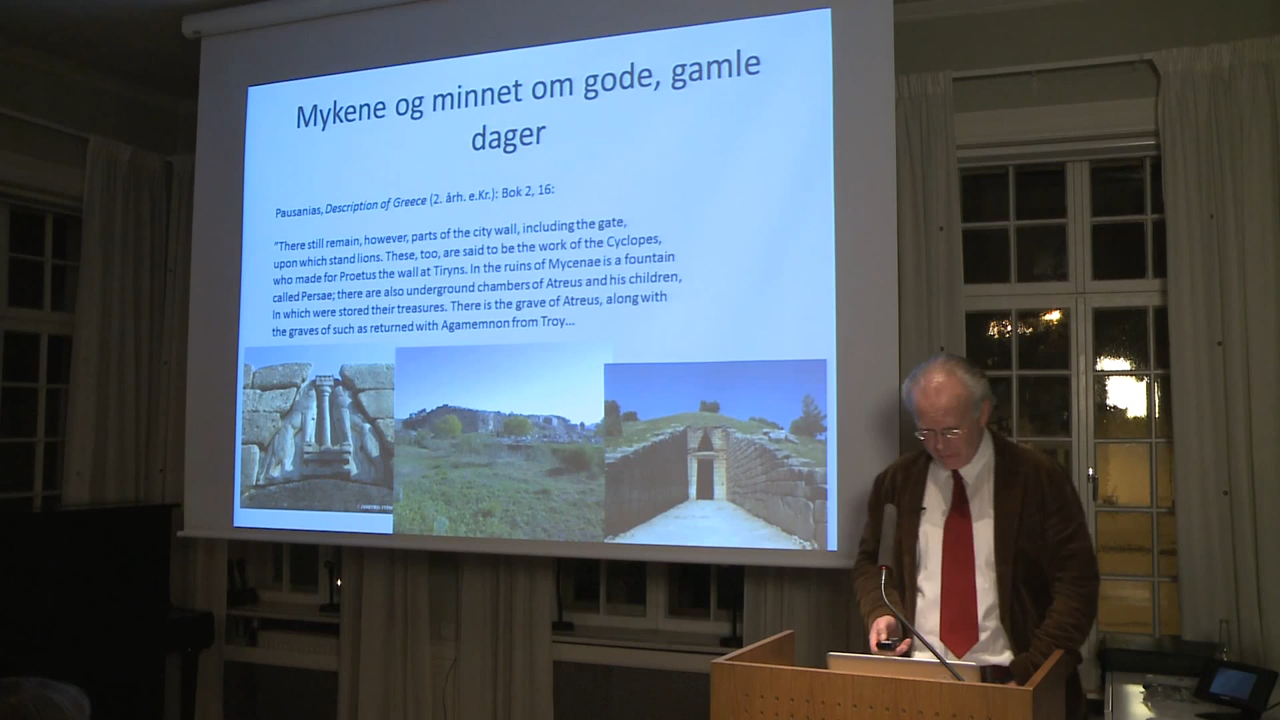 Mykene og minnet om gode, gamle
dager
Pausanias, Description of Greece (2. årh. e.Kr.): Bok 2, 16:
"There still remain, however, parts of the city wall, including the gate,
upon which stand lions. These, too, are said to be the work of the Cyclopes,
who made for Proetus the wall at Tiryns. In the ruins of Mycenae is a fountain
called Persae; there are also underground chambers of Atreus and his children,
In which were stored their treasures. There is the grave of Atreus, along with
the graves of such as returned with Agamemnon from Troy...